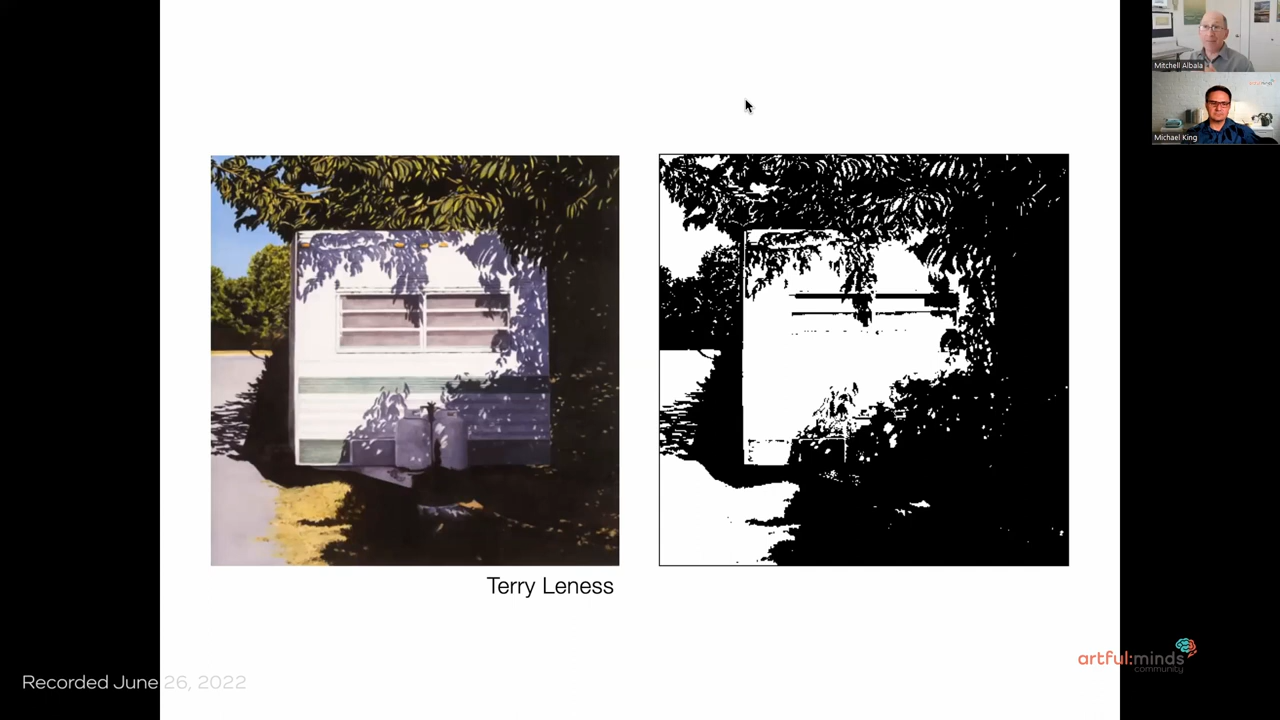 Mitchell Albala
Michael King
Terry Leness
artful:minds
community
Recorded June 26, 2022